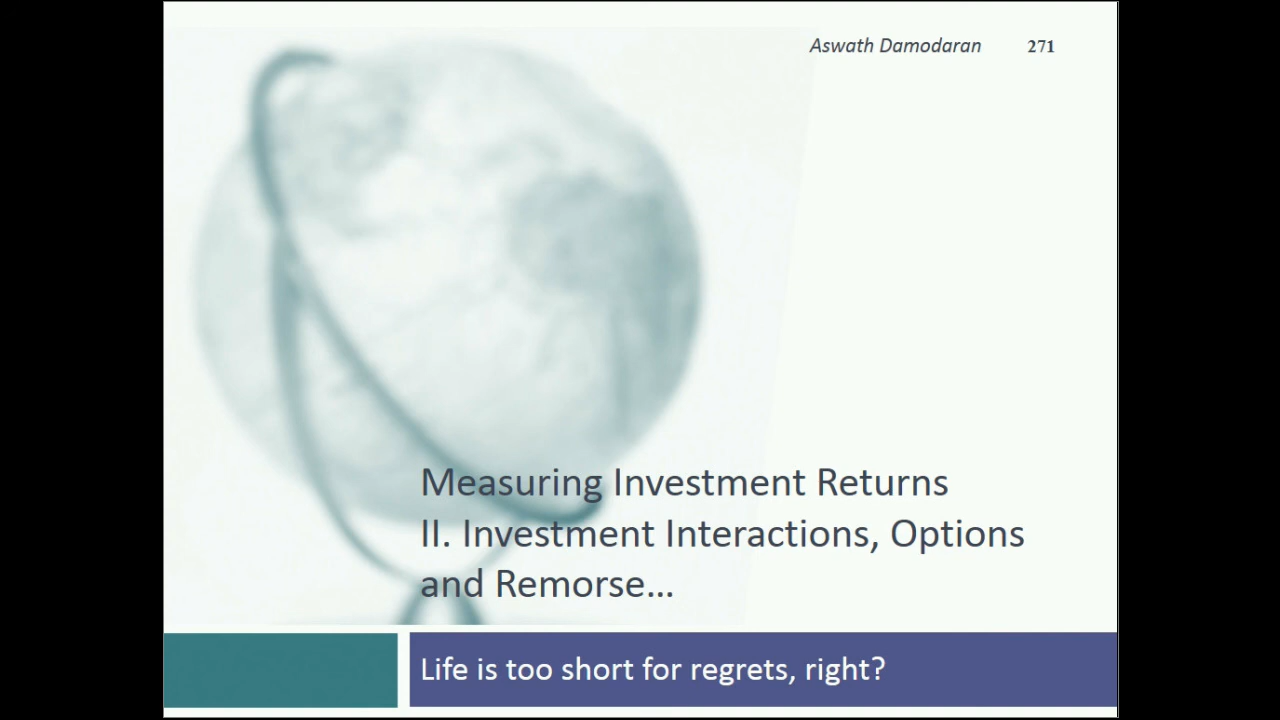 Aswath Damodaran 271
Measuring Investment Returns
II. Investment Interactions, Options
and Remorse...
Life is too short for regrets, right?